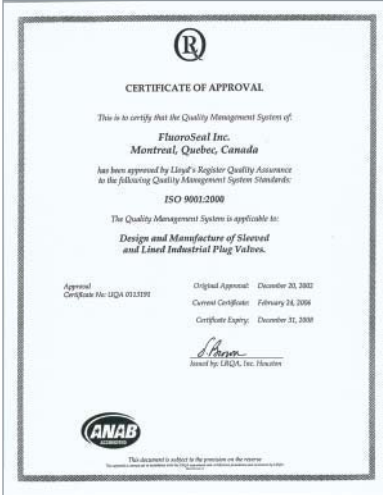 R
CERTIFICATE OF APPROVAL
This is to certify that the Quality Management System of:
FluoroSeal Inc.
Montreal, Quebec, Canada
has been approved by Lloyd's Register Quality Assurance
to the following Quality Management System Standards:
ISO 9001:2000
The Quality Management System is applicable to:
Design and Manufacture of Sleeved
and Lined Industrial Plug Valves.
Approval
Certificate No: UQA 0113191
Original Approval: December 20, 2002
Current Certificate: February 24, 2006
Certificate Expiry: December 31, 2008
Issued by: LRQA, Inc. Houston
ANAB
ACCREDITED
This document is subject to the provision on the reverse